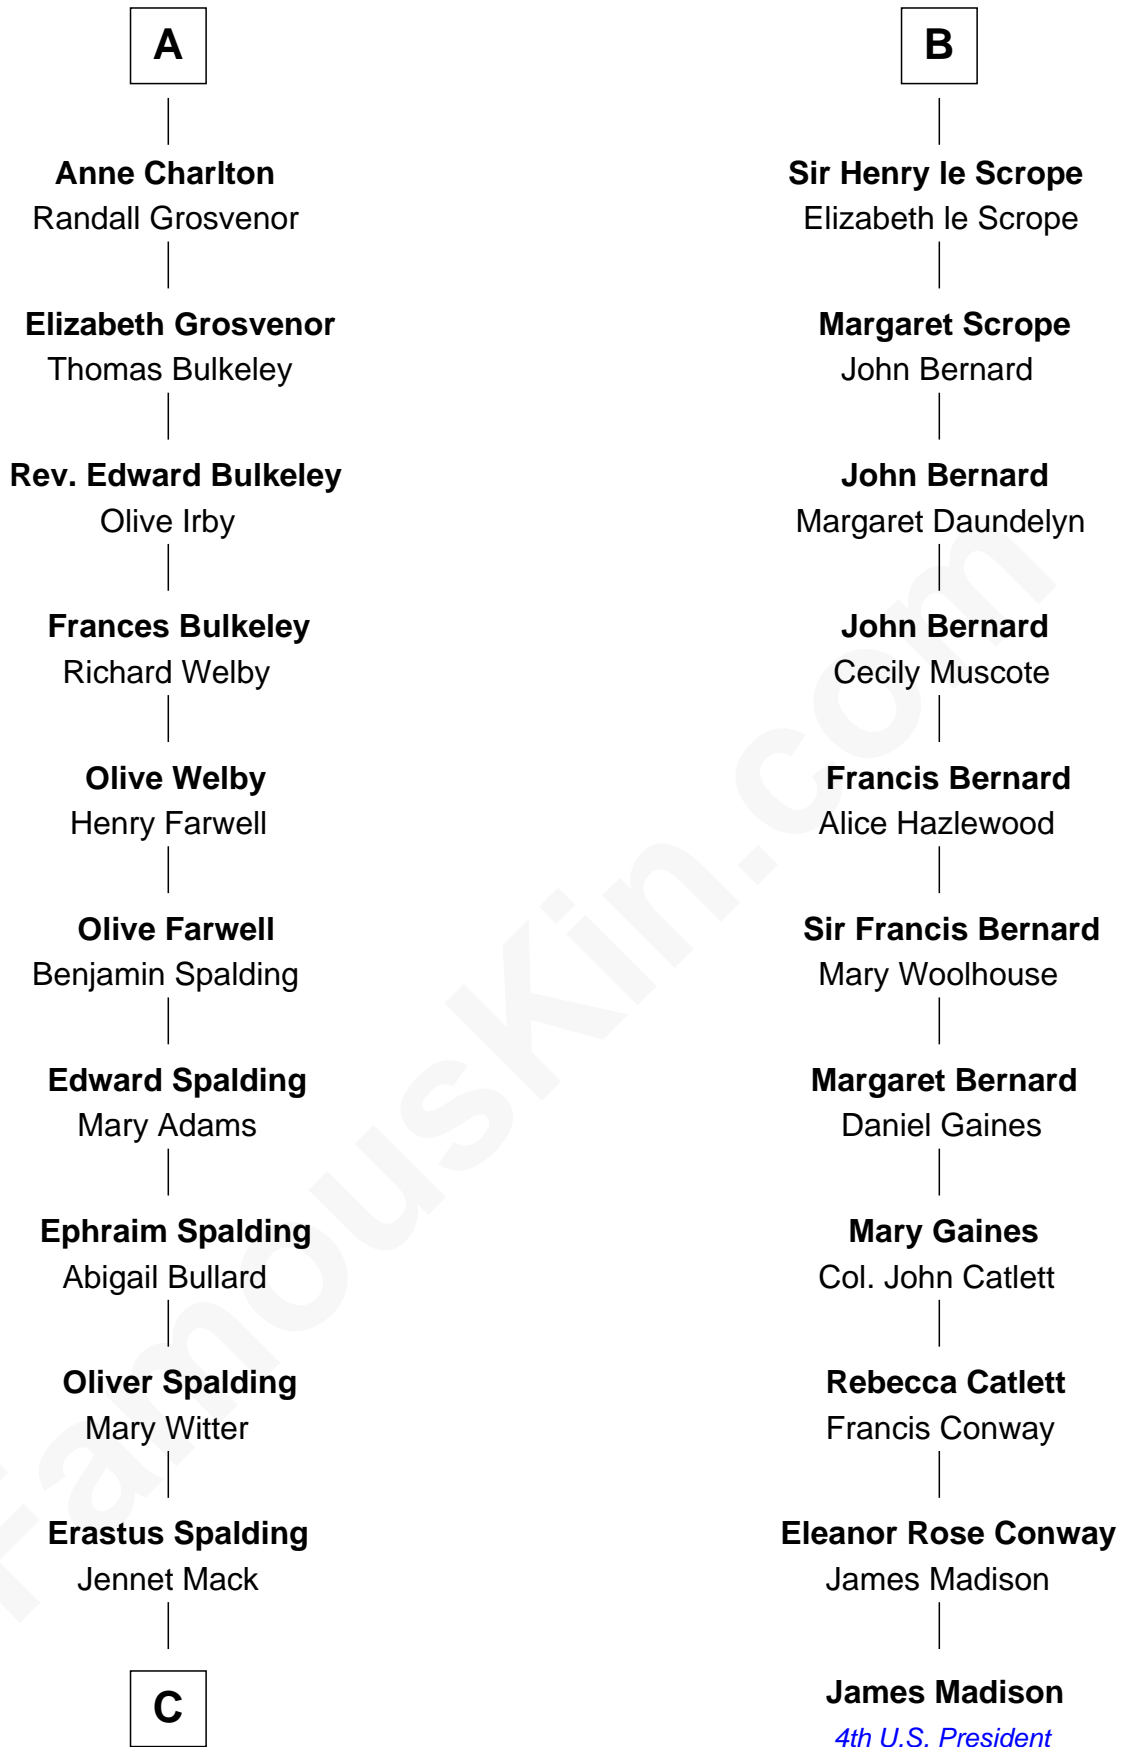 A
Anne Charlton
Randall Grosvenor
Elizabeth Grosvenor
Thomas Bulkeley
Rev. Edward Bulkeley
Olive Irby
Frances Bulkeley
Richard Welby
Olive Welby
Henry Farwell
Olive Farwell
Benjamin Spalding
Edward Spalding
Mary Adams
Ephraim Spalding
Abigail Bullard
Oliver Spalding
Mary Witter
Erastus Spalding
Jennet Mack
C
B
Sir Henry le Scrope
Elizabeth le Scrope
Margaret Scrope
John Bernard
John Bernard
Margaret Daundelyn
John Bernard
Cecily Muscote
Francis Bernard
Alice Hazlewood
Sir Francis Bernard
Mary Woolhouse
Margaret Bernard
Daniel Gaines
Mary Gaines
Col. John Catlett
Rebecca Catlett
Francis Conway
Eleanor Rose Conway
James Madison
James Madison
4th U.S. President
FamousKin.com